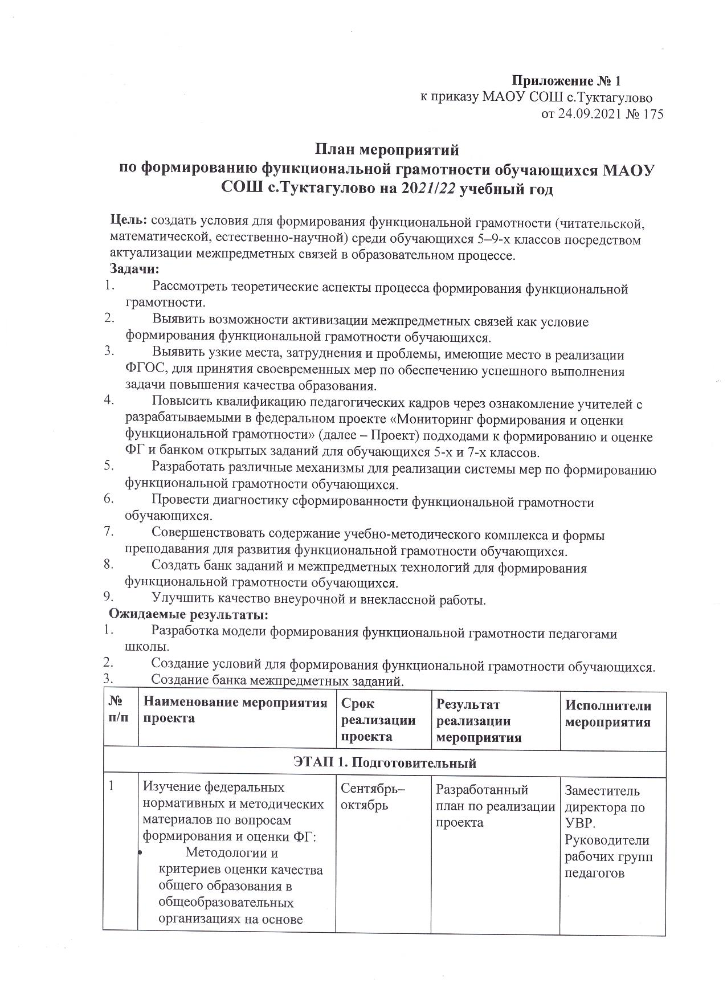 Приложение № 1
к приказу МАОУ СОШ с.Туктагулово
от 24.09.2021 № 175
План мероприятий
по формированию функциональной грамотности обучающихся МАОУ
СОШ с.Туктагулово на 2021/22 учебный год
Цель: создать условия для формирования функциональной грамотности (читательской,
математической, естественно-научной) среди обучающихся 5–9-х классов посредством
актуализации межпредметных связей в образовательном процессе.
Задачи:
1. Рассмотреть теоретические аспекты процесса формирования функциональной
грамотности.
2. Выявить возможности активизации межпредметных связей как условие
формирования функциональной грамотности обучающихся.
3. Выявить узкие места, затруднения и проблемы, имеющие место в реализации
ФГОС, для принятия своевременных мер по обеспечению успешного выполнения
задачи повышения качества образования.
4. Повысить квалификацию педагогических кадров через ознакомление учителей с
разрабатываемыми в федеральном проекте «Мониторинг формирования и оценки
функциональной грамотности» (далее – Проект) подходами к формированию и оценке
ФГ и банком открытых заданий для обучающихся 5-х и 7-х классов.
5. Разработать различные механизмы для реализации системы мер по формированию
функциональной грамотности обучающихся.
6. Провести диагностику сформированности функциональной грамотности
обучающихся.
7. Совершенствовать содержание учебно-методического комплекса и формы
преподавания для развития функциональной грамотности обучающихся.
8. Создать банк заданий и межпредметных технологий для формирования
функциональной грамотности обучающихся.
9. Улучшить качество внеурочной и внеклассной работы.
Ожидаемые результаты:
1. Разработка модели формирования функциональной грамотности педагогами
школы.
2. Создание условий для формирования функциональной грамотности обучающихся.
3. Создание банка межпредметных заданий.
№
п/п
Наименование мероприятия
проекта
Срок
реализации
проекта
Результат
реализации
мероприятия
Исполнители
мероприятия
ЭТАП 1. Подготовительный
1
Изучение федеральных
нормативных и методических
материалов по вопросам
формирования и оценки ФГ:
• Методологии и
критериев оценки качества
общего образования в
общеобразовательных
организациях на основе
Сентябрь–
октябрь
Разработанный
план по реализации
проекта
Заместитель
директора по
УВР.
Руководители
рабочих групп
педагогов